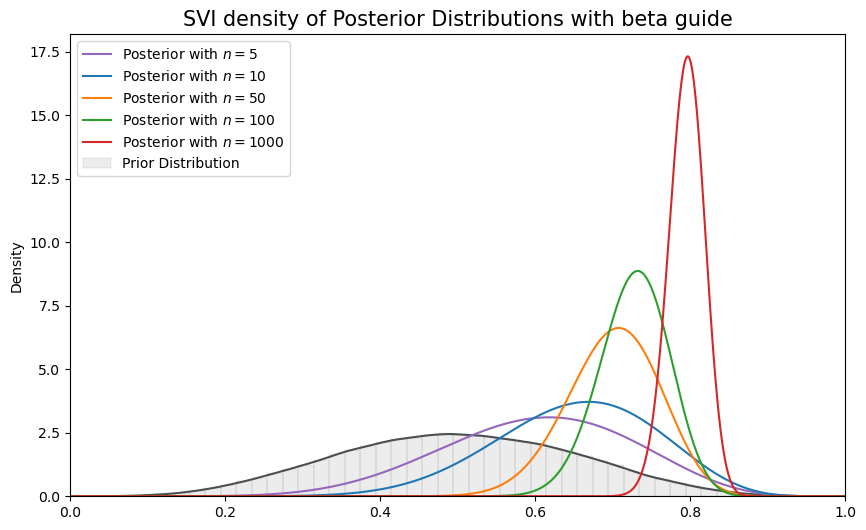 SVI density of Posterior Distributions with beta guide
Posterior with n = 5
Posterior with n = 10
Posterior with n = 50
Posterior with n = 100
Posterior with n = 1000
Prior Distribution
Density
17.5
15.0
12.5
10.0
7.5
5.0
2.5
0.0
0.0 0.2 0.4 0.6 0.8 1.0